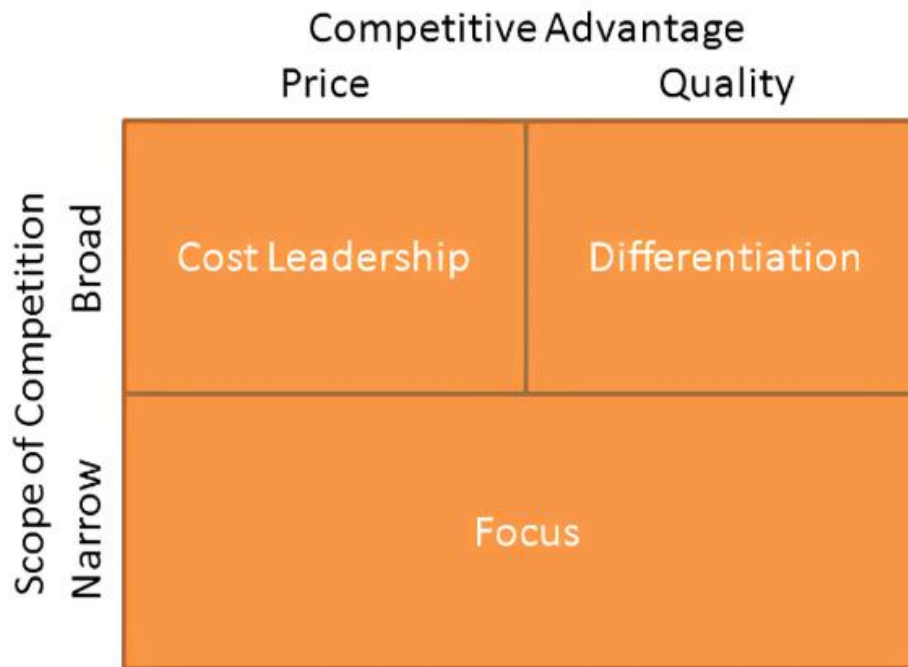 Competitive Advantage
Price Quality
Scope of Competition
Broad
Cost Leadership Differentiation
Narrow
Focus